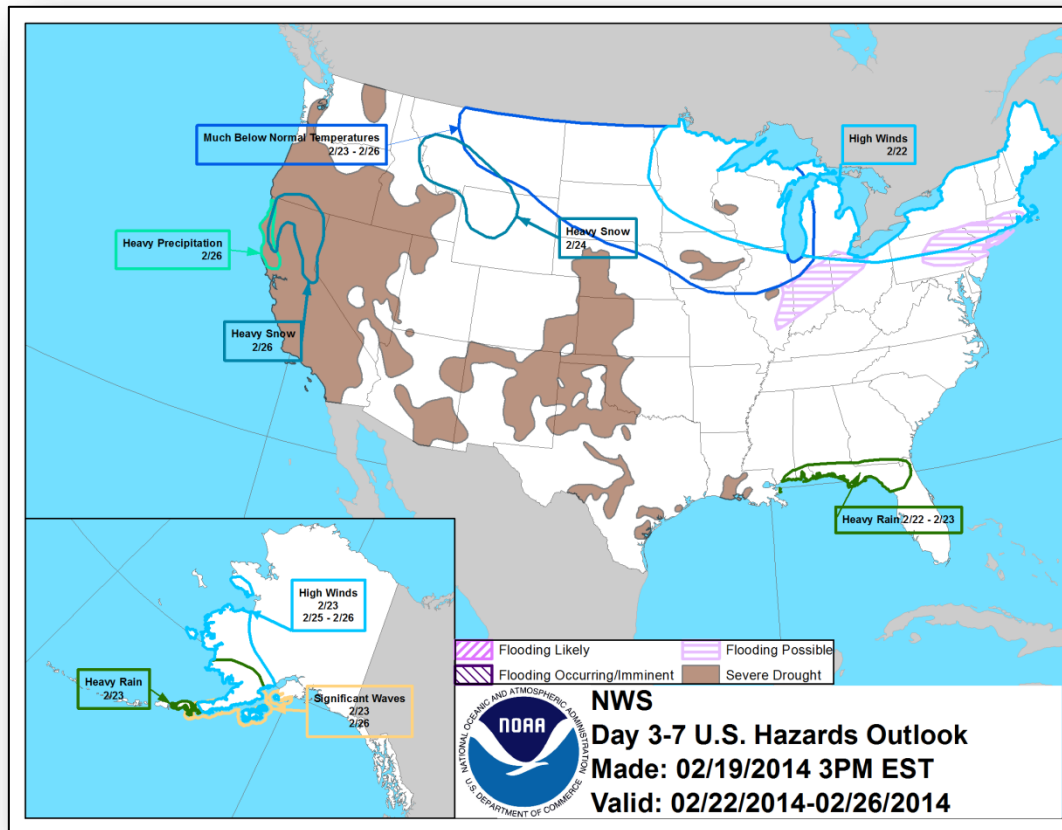 Much Below Normal Temperatures
2/23 - 2/26
High Winds
2/22
Heavy Precipitation
2/26
Heavy Snow
2/24
Heavy Snow
2/26
Heavy Rain 2/22 - 2/23
High Winds
2/23
2/25 - 2/26
Heavy Rain
2/23
Significant Waves
2/23
2/26
Flooding Likely
Flooding Possible
Flooding Occurring/Imminent
Severe Drought
NATIONAL OCEANIC AND ATMOSPHERIC ADMINISTRATION
NOAA
U.S. DEPARTMENT OF COMMERCE
NWS
Day 3-7 U.S. Hazards Outlook
Made: 02/19/2014 3PM EST
Valid: 02/22/2014-02/26/2014